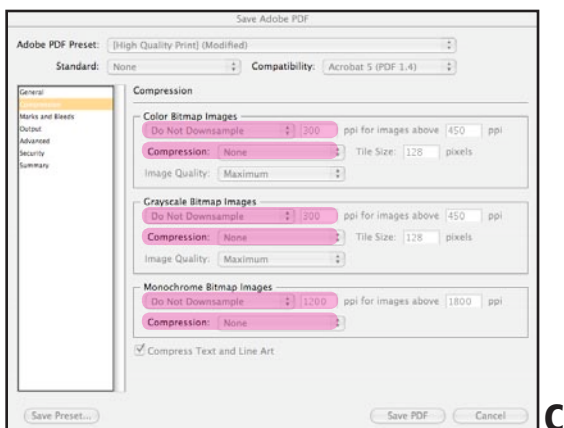 Save Adobe PDF
Adobe PDF Preset: [High Quality Print] (Modified)
Standard: None Compatibility: Acrobat 5 (PDF 1.4)
General
Compression
Marks and Bleeds
Output
Advanced
Security
Summary
Compression
Color Bitmap Images
Do Not Downsample 300 ppi for images above 450 ppi
Compression: None Tile Size: 128 pixels
Image Quality: Maximum
Grayscale Bitmap Images
Do Not Downsample 300 ppi for images above 450 ppi
Compression: None Tile Size: 128 pixels
Image Quality: Maximum
Monochrome Bitmap Images
Do Not Downsample 1200 ppi for images above 1800 ppi
Compression: None
Compress Text and Line Art
Save Preset... Save PDF Cancel
C